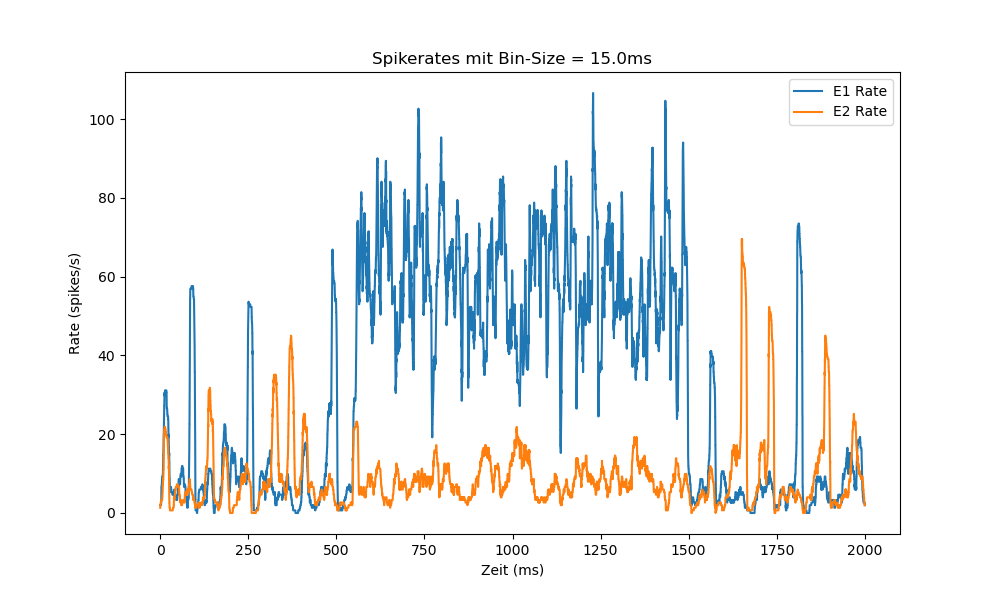 Spikerates mit Bin-Size = 15.0ms
E1 Rate
E2 Rate
Rate (spikes/s)
100
80
60
40
20
0
0 250 500 750 1000 1250 1500 1750 2000
Zeit (ms)